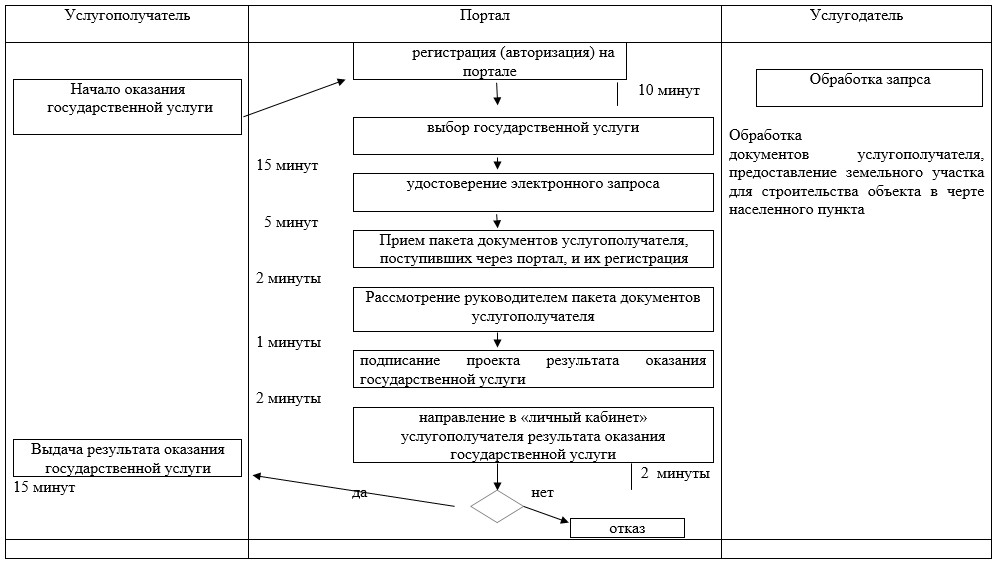 Услугополучатель
Портал
Услугодатель
регистрация (авторизация) на
портале
10 минут
Начало оказания
государственной услуги
Обработка запрса
выбор государственной услуги
Обработка
документов услугополучателя,
предоставление земельного участка
для строительства объекта в черте
населенного пункта
15 минут
удостоверение электронного запроса
5 минут
Прием пакета документов услугополучателя,
поступивших через портал, и их регистрация
2 минуты
Рассмотрение руководителем пакета документов
услугополучателя
1 минуты
подписание проекта результата оказания
государственной услуги
2 минуты
направление в «личный кабинет»
услугополучателя результата оказания
государственной услуги
2 минуты
Выдача результата оказания
государственной услуги
15 минут
да
нет
отказ